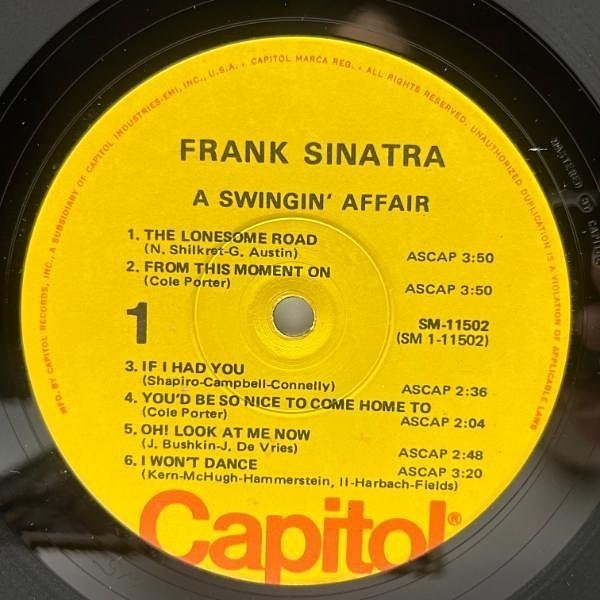 MFG. BY CAPITOL RECORDS, INC., A SUBSIDIARY OF CAPITOL INDUSTRIES-EMI, INC., U.S.A. • CAPITOL MARCA REG. • ALL RIGHTS RESERVED. UNAUTHORIZED DUPLICATION IS A VIOLATION OF APPLICABLE LAWS
FRANK SINATRA
A SWINGIN' AFFAIR
1. THE LONESOME ROAD
(N. Shilkret-G. Austin) ASCAP 3:50
2. FROM THIS MOMENT ON
(Cole Porter) ASCAP 3:50
1
SM-11502
(SM 1-11502)
3. IF I HAD YOU
(Shapiro-Campbell-Connelly) ASCAP 2:36
4. YOU'D BE SO NICE TO COME HOME TO
(Cole Porter) ASCAP 2:04
5. OH! LOOK AT ME NOW
(J. Bushkin-J. De Vries) ASCAP 2:48
6. I WON'T DANCE ASCAP 3:20
(Kern-McHugh-Hammerstein, II-Harbach-Fields)
Capitol®
MASTERED BY CAPITOL